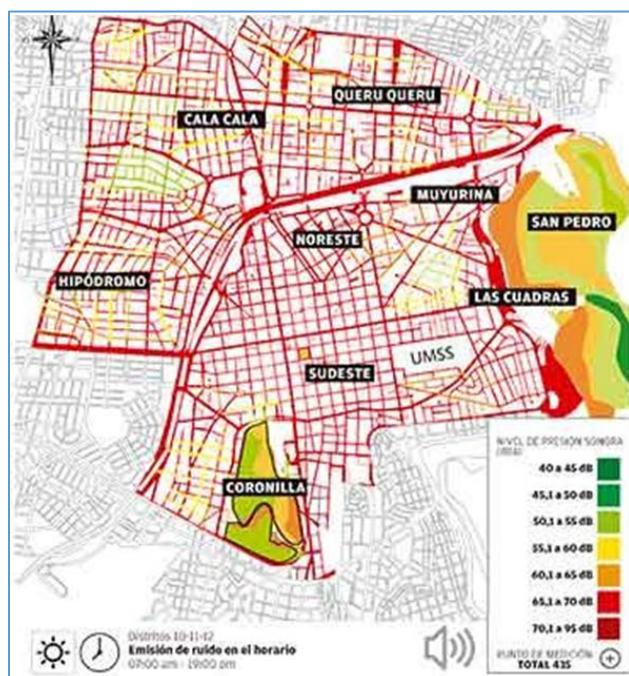 QUERU QUERU
CALA CALA
MUYURINA
SAN PEDRO
NORESTE
HIPÓDROMO
LAS CUADRAS
UMSS
SUDESTE
CORONILLA
NIVEL DE PRESIÓN SONORA
40 a 45 dB
45,1 a 50 dB
50,1 a 55 dB
55,1 a 60 dB
60,1 a 65 dB
65,1 a 70 dB
70,1 a 95 dB
PUNTO DE MEDICIÓN
TOTAL 435
Distritos 10-11-12
Emisión de ruido en el horario
07:00 am - 19:00 pm